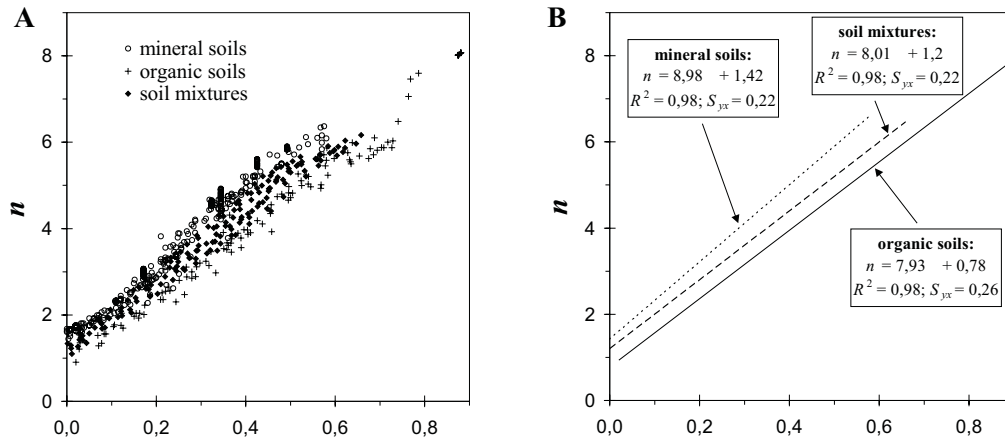 A
n
8
6
4
2
0
mineral soils
organic soils
soil mixtures
0,0 0,2 0,4 0,6 0,8
B
n
8
6
4
2
0
mineral soils:
n = 8,98 + 1,42
R² = 0,98; S_yx = 0,22
soil mixtures:
n = 8,01 + 1,2
R² = 0,98; S_yx = 0,22
organic soils:
n = 7,93 + 0,78
R² = 0,98; S_yx = 0,26
0,0 0,2 0,4 0,6 0,8